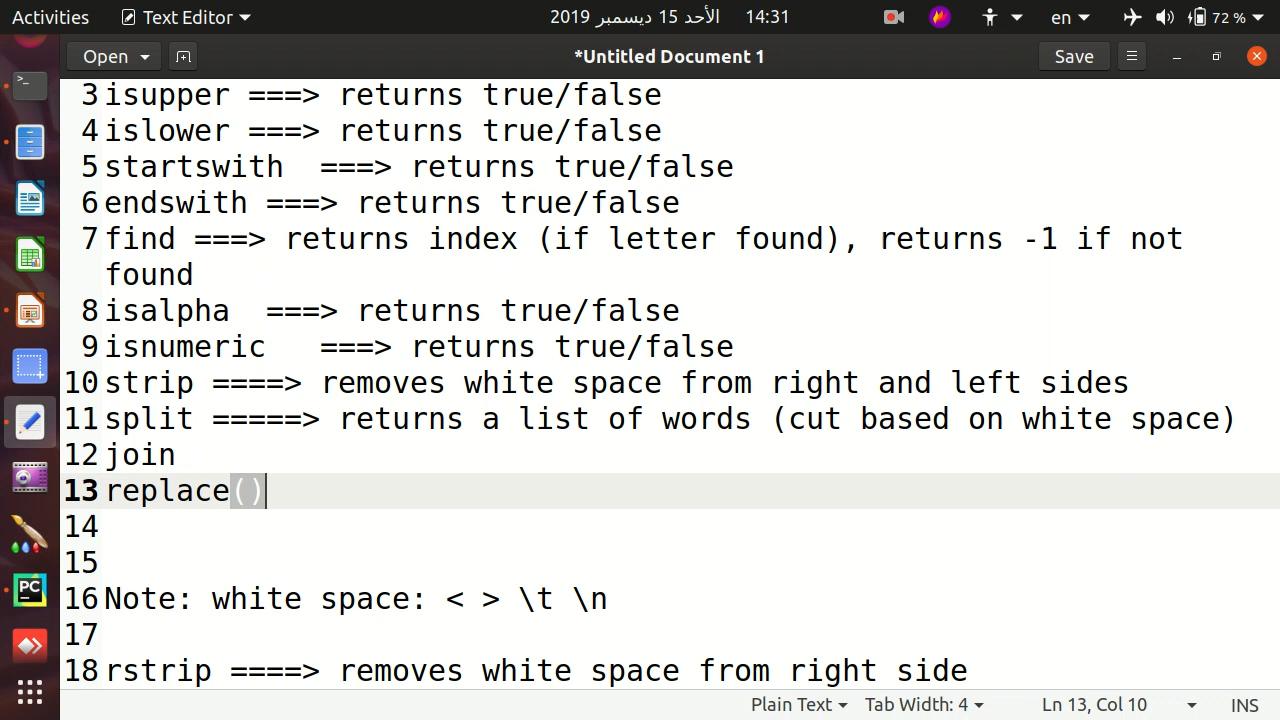 Activities Text Editor 2019 الأحد 15 ديسمبر 14:31 en 72 %
Open *Untitled Document 1 Save
3 isupper ===> returns true/false
4 islower ===> returns true/false
5 startswith  ===> returns true/false
6 endswith ===> returns true/false
7 find ===> returns index (if letter found), returns -1 if not
found
8 isalpha  ===> returns true/false
9 isnumeric   ===> returns true/false
10 strip ====> removes white space from right and left sides
11 split =====> returns a list of words (cut based on white space)
12 join
13 replace()
14
15
16 Note: white space: < > \t \n
17
18 rstrip ====> removes white space from right side
Plain Text Tab Width: 4 Ln 13, Col 10 INS
PC